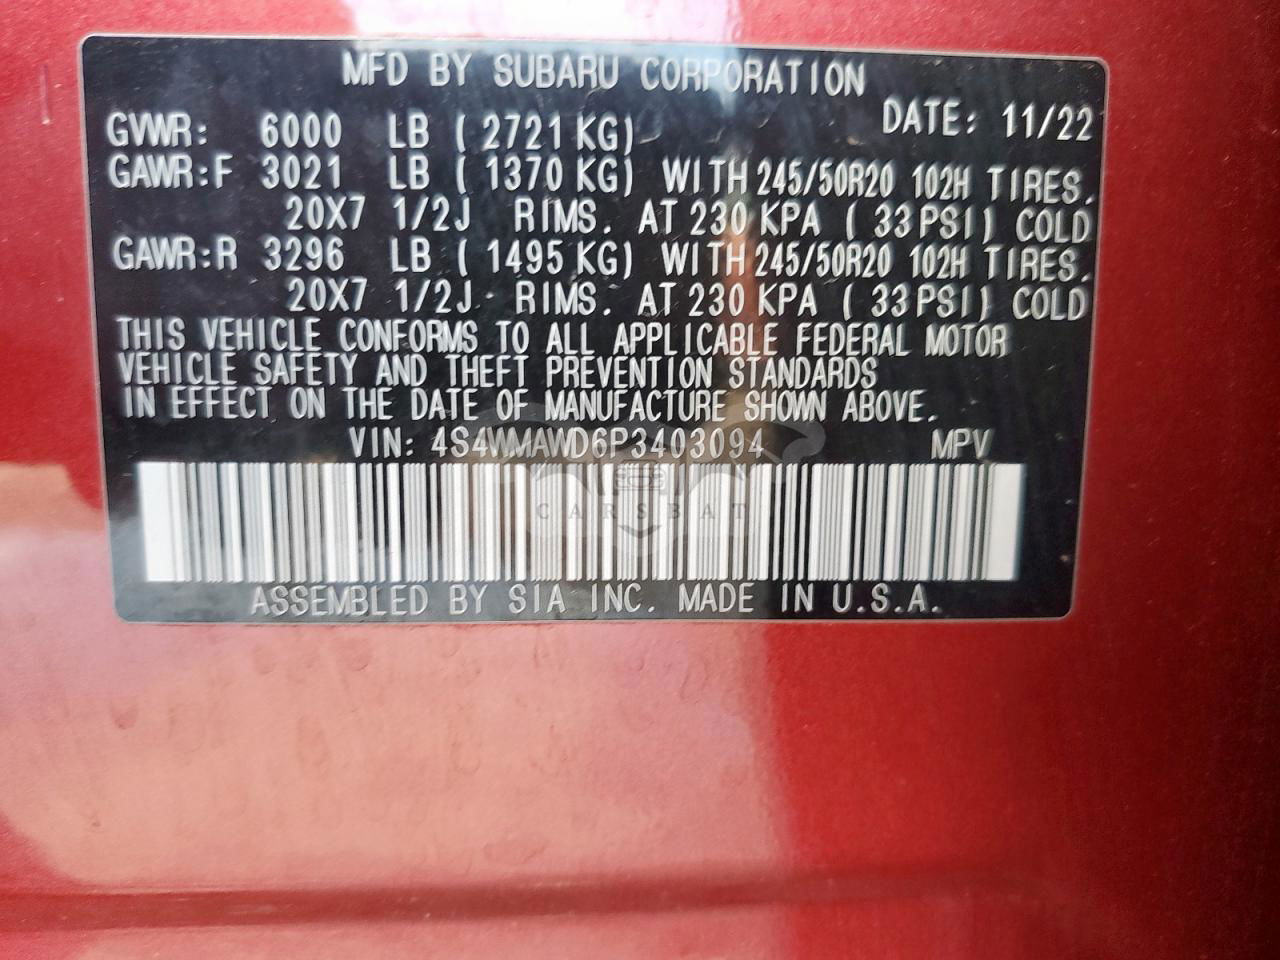 MFD BY SUBARU CORPORATION
GVWR: 6000 LB ( 2721 KG) DATE: 11/22
GAWR:F 3021 LB ( 1370 KG) WITH 245/50R20 102H TIRES.
20X7 1/2J RIMS. AT 230 KPA ( 33 PSI) COLD
GAWR:R 3296 LB ( 1495 KG) WITH 245/50R20 102H TIRES.
20X7 1/2J RIMS. AT 230 KPA ( 33 PSI) COLD
THIS VEHICLE CONFORMS TO ALL APPLICABLE FEDERAL MOTOR
VEHICLE SAFETY AND THEFT PREVENTION STANDARDS
IN EFFECT ON THE DATE OF MANUFACTURE SHOWN ABOVE.
VIN: 4S4WMAWD6P3403094 MPV
CARSBAT
ASSEMBLED BY SIA INC. MADE IN U.S.A.